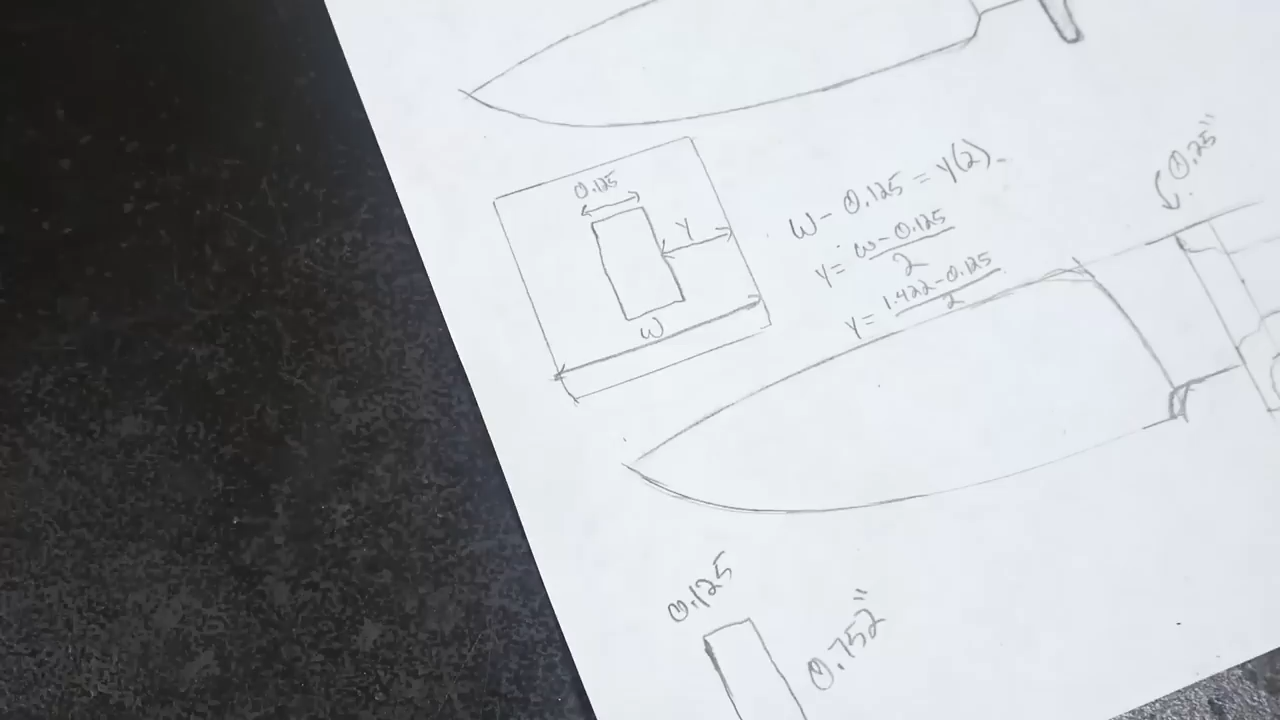 0.125
Y
W
W - 0.125 = Y(2)
Y = W - 0.125
2
Y = 1.422 - 0.125
2
0.25"
0.125
0.752"